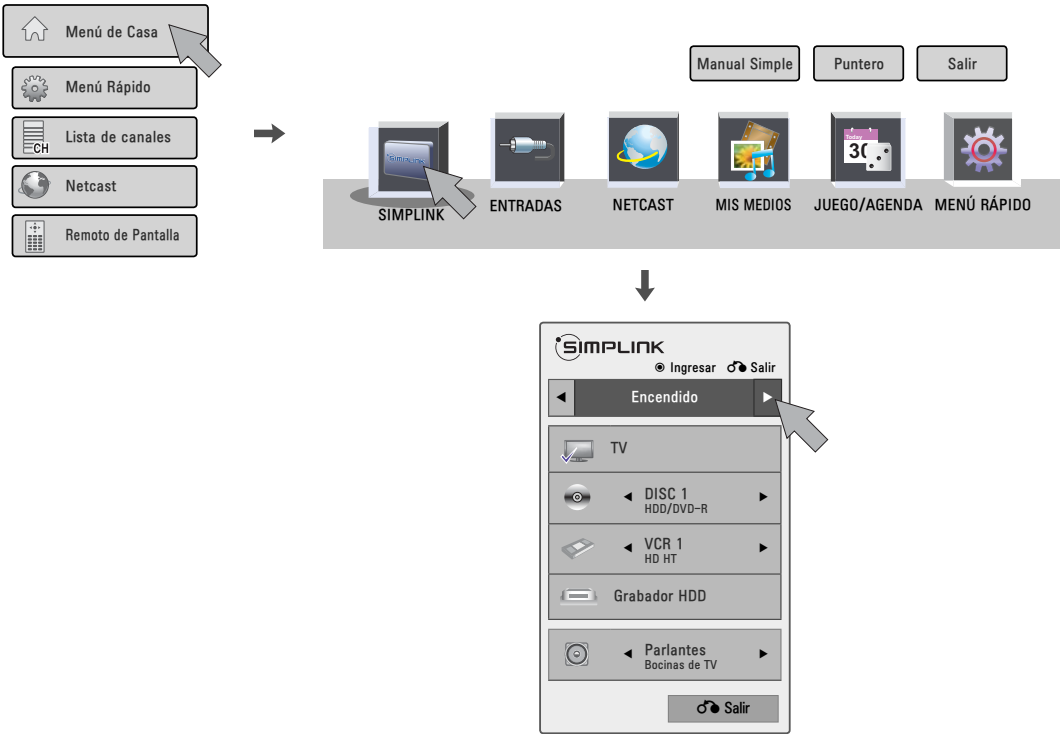 Menú de Casa
Menú Rápido
CH
Lista de canales
Netcast
Remoto de Pantalla
Manual Simple
Puntero
Salir
SIMPLINK
Today
30
SIMPLINK
ENTRADAS
NETCAST
MIS MEDIOS
JUEGO/AGENDA
MENÚ RÁPIDO
SIMPLINK
Ingresar
Salir
Encendido
TV
DISC 1
HDD/DVD-R
VCR 1
HD HT
Grabador HDD
Parlantes
Bocinas de TV
Salir